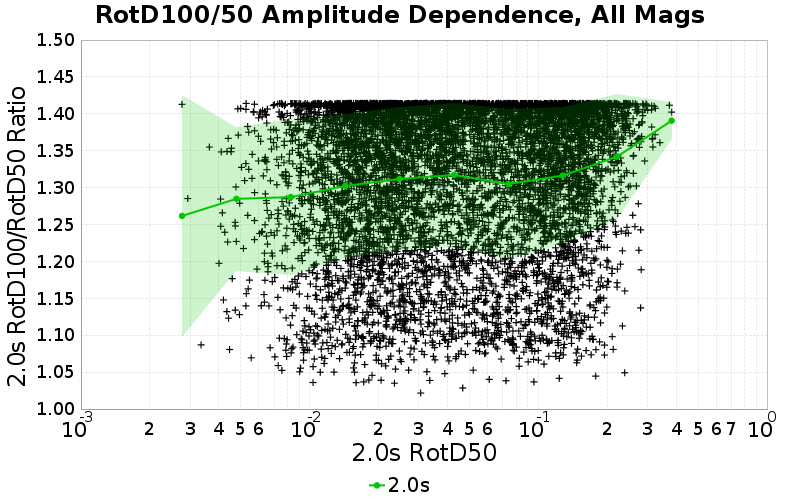 RotD100/50 Amplitude Dependence, All Mags
2.0s RotD100/RotD50 Ratio
1.50
1.45
1.40
1.35
1.30
1.25
1.20
1.15
1.10
1.05
1.00
10^-3 2 3 4 5 6 10^-2 2 3 4 5 6 10^-1 2 3 4 5 6 7 10^0
2.0s RotD50
2.0s